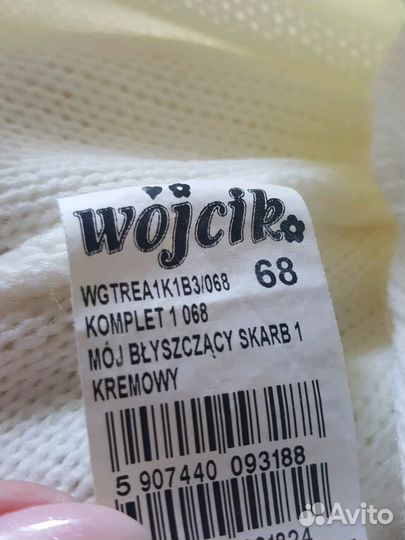 wójcik
WGTREA1K1B3/068 68
KOMPLET 1 068
MÓJ BŁYSZCZĄCY SKARB 1
KREMOWY
5 907440 093188
Avito